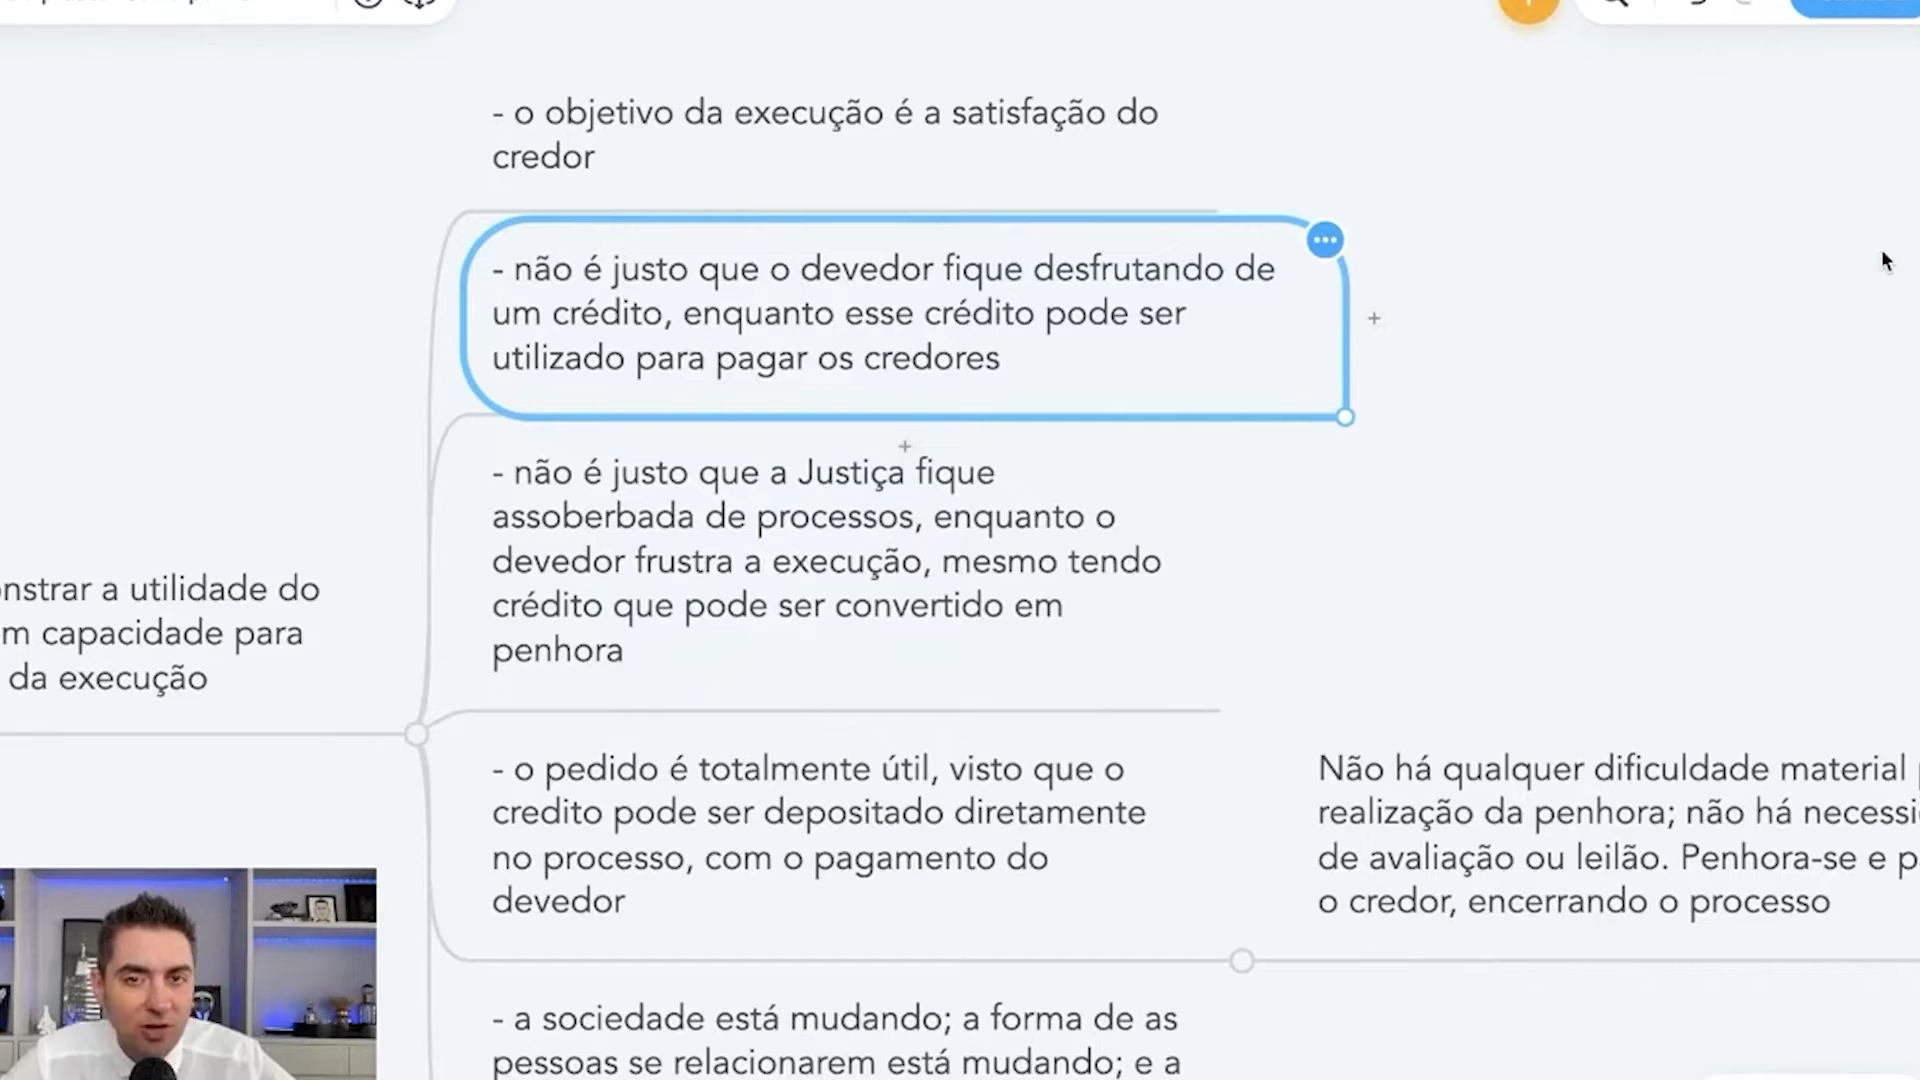 - o objetivo da execução é a satisfação do
credor
- não é justo que o devedor fique desfrutando de
um crédito, enquanto esse crédito pode ser
utilizado para pagar os credores
- não é justo que a Justiça fique
assoberbada de processos, enquanto o
devedor frustra a execução, mesmo tendo
crédito que pode ser convertido em
penhora
nstrar a utilidade do
m capacidade para
da execução
- o pedido é totalmente útil, visto que o
credito pode ser depositado diretamente
no processo, com o pagamento do
devedor
Não há qualquer dificuldade material
realização da penhora; não há necessi
de avaliação ou leilão. Penhora-se e p
o credor, encerrando o processo
- a sociedade está mudando; a forma de as
pessoas se relacionarem está mudando; e a